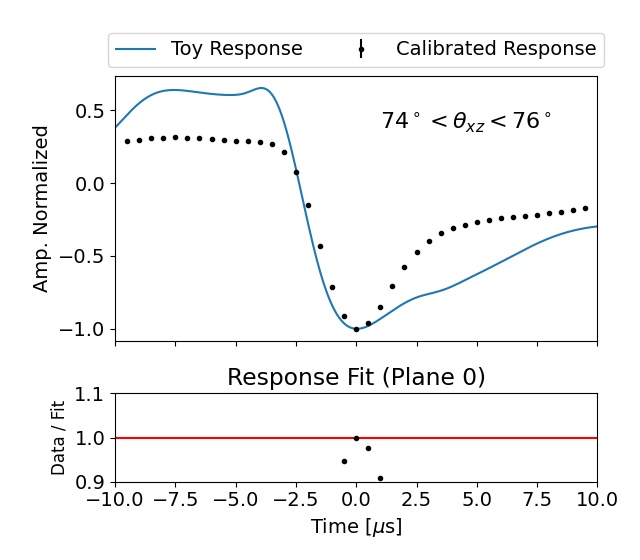 Toy Response Calibrated Response
74° < θxz < 76°
0.5
0.0
−0.5
−1.0
Amp. Normalized
Response Fit (Plane 0)
1.1
1.0
0.9
Data / Fit
−10.0 −7.5 −5.0 −2.5 0.0 2.5 5.0 7.5 10.0
Time [μs]